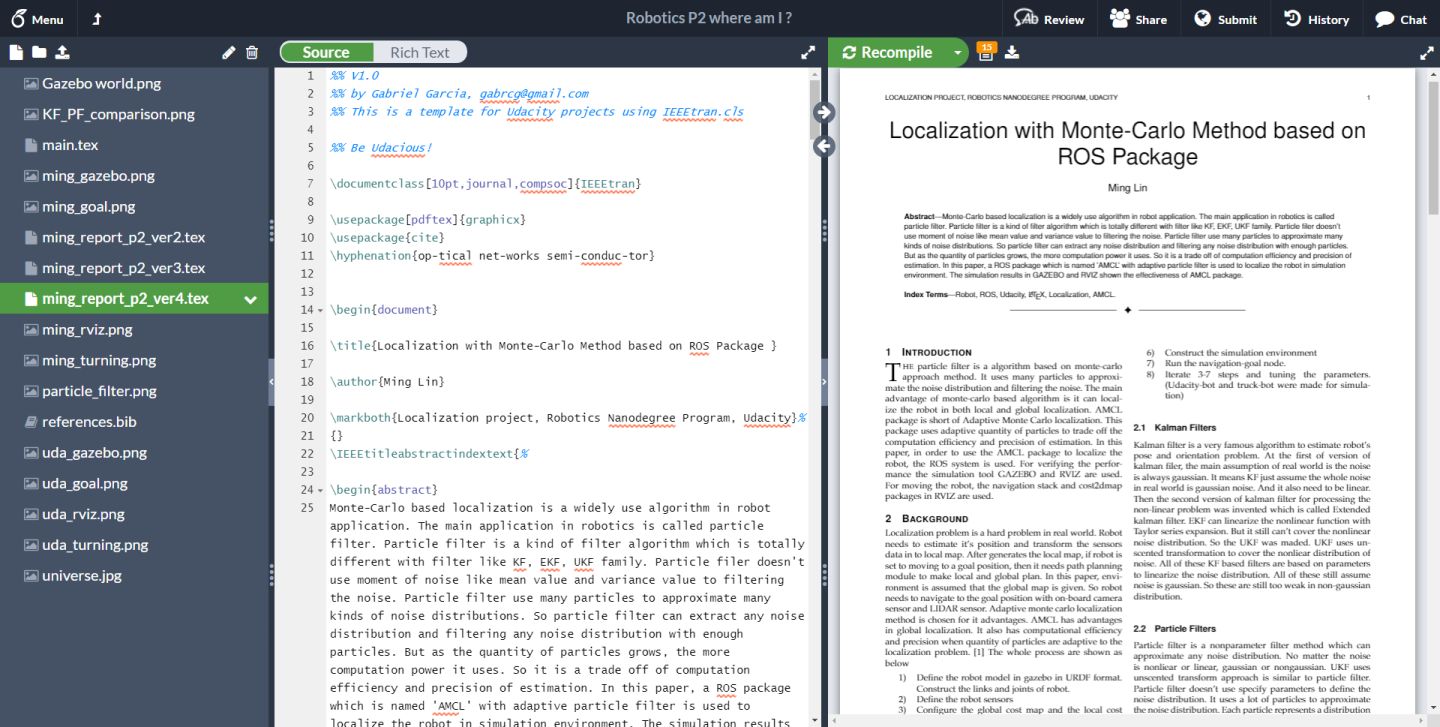 Menu
Robotics P2 where am I ?
Review
Share
Submit
History
Chat
Source
Rich Text
Recompile
15
Gazebo world.png
KF_PF_comparison.png
main.tex
ming_gazebo.png
ming_goal.png
ming_report_p2_ver2.tex
ming_report_p2_ver3.tex
ming_report_p2_ver4.tex
ming_rviz.png
ming_turning.png
particle_filter.png
references.bib
uda_gazebo.png
uda_goal.png
uda_rviz.png
uda_turning.png
universe.jpg
1 %% V1.0
2 %% by Gabriel Garcia, gabrcg@gmail.com
3 %% This is a template for Udacity projects using IEEEtran.cls
4
5 %% Be Udacious!
6
7 \documentclass[10pt,journal,compsoc]{IEEEtran}
8
9 \usepackage[pdftex]{graphicx}
10 \usepackage{cite}
11 \hyphenation{op-tical net-works semi-conduc-tor}
12
13
14 \begin{document}
15
16 \title{Localization with Monte-Carlo Method based on ROS Package }
17
18 \author{Ming Lin}
19
20 \markboth{Localization project, Robotics Nanodegree Program, Udacity}%
21 {}
22 \IEEEtitleabstractindextext{%
23
24 \begin{abstract}
25 Monte-Carlo based localization is a widely use algorithm in robot
application. The main application in robotics is called particle
filter. Particle filter is a kind of filter algorithm which is totally
different with filter like KF, EKF, UKF family. Particle filer doesn't
use moment of noise like mean value and variance value to filtering
the noise. Particle filter use many particles to approximate many
kinds of noise distributions. So particle filter can extract any noise
distribution and filtering any noise distribution with enough
particles. But as the quantity of particles grows, the more
computation power it uses. So it is a trade off of computation
efficiency and precision of estimation. In this paper, a ROS package
which is named 'AMCL' with adaptive particle filter is used to
localize the robot in simulation environment. The simulation results
LOCALIZATION PROJECT, ROBOTICS NANODEGREE PROGRAM, UDACITY
1
Localization with Monte-Carlo Method based on
ROS Package
Ming Lin
Abstract—Monte-Carlo based localization is a widely use algorithm in robot application. The main application in robotics is called
particle filter. Particle filter is a kind of filter algorithm which is totally different with filter like KF, EKF, UKF family. Particle filer doesn't
use moment of noise like mean value and variance value to filtering the noise. Particle filter use many particles to approximate many
kinds of noise distributions. So particle filter can extract any noise distribution and filtering any noise distribution with enough particles.
But as the quantity of particles grows, the more computation power it uses. So it is a trade off of computation efficiency and precision of
estimation. In this paper, a ROS package which is named 'AMCL' with adaptive particle filter is used to localize the robot in simulation
environment. The simulation results in GAZEBO and RVIZ shown the effectiveness of AMCL package.
Index Terms—Robot, ROS, Udacity, LATEX, Localization, AMCL.
1 INTRODUCTION
THE particle filter is a algorithm based on monte-carlo
approach method. It uses many particles to approxi-
mate the noise distribution and filtering the noise. The main
advantage of monte-carlo based algorithm is it can local-
ize the robot in both local and global localization. AMCL
package is short of Adaptive Monte Carlo localization. This
package uses adaptive quantity of particles to trade off the
computation efficiency and precision of estimation. In this
paper, in order to use the AMCL package to localize the
robot, the ROS system is used. For verifying the perfor-
mance the simulation tool GAZEBO and RVIZ are used.
For moving the robot, the navigation stack and cost2dmap
packages in RVIZ are used.
2 BACKGROUND
Localization problem is a hard problem in real world. Robot
needs to estimate it's position and transform the sensors
data in to local map. After generates the local map, if robot is
set to moving to a goal position, then it needs path planning
module to make local and global plan. In this paper, envi-
ronment is assumed that the global map is given. So robot
needs to navigate to the goal position with on-board camera
sensor and LIDAR sensor. Adaptive monte carlo localization
method is chosen for it advantages. AMCL has advantages
in global localization. It also has computational efficiency
and precision when quantity of particles are adaptive to the
localization problem. [1] The whole process are shown as
below
1) Define the robot model in gazebo in URDF format.
Construct the links and joints of robot.
2) Define the robot sensors
3) Configure the global cost map and the local cost
6) Construct the simulation environment
7) Run the navigation-goal node.
8) Iterate 3-7 steps and tuning the parameters.
(Udacity-bot and truck-bot were made for simula-
tion)
2.1 Kalman Filters
Kalman filter is a very famous algorithm to estimate robot's
pose and orientation problem. At the first of version of
kalman filer, the main assumption of real world is the noise
is always gaussian. It means KF just assume the whole noise
in real world is gaussian noise. And it also need to be linear.
Then the second version of kalman filter for processing the
non-linear problem was invented which is called Extended
kalman filter. EKF can linearize the nonlinear function with
Taylor series expansion. But it still can't cover the nonlinear
noise distribution. So the UKF was maded. UKF uses un-
scented transformation to cover the nonliear distribution of
noise. All of these KF based filters are based on parameters
to linearize the noise distribution. All of these still assume
noise is gaussian. So these are still too weak in non-gaussian
distribution.
2.2 Particle Filters
Particle filter is a nonparameter filter method which can
approximate any noise distribution. No matter the noise
is nonliear or linear, gaussian or nongaussian. UKF uses
unscented transform approach is similar to particle filter.
Particle filter doesn't use specify parameters to define the
noise distribution. It uses a lot of particles to approximate
the noise distribution. Each particle represents a distribution